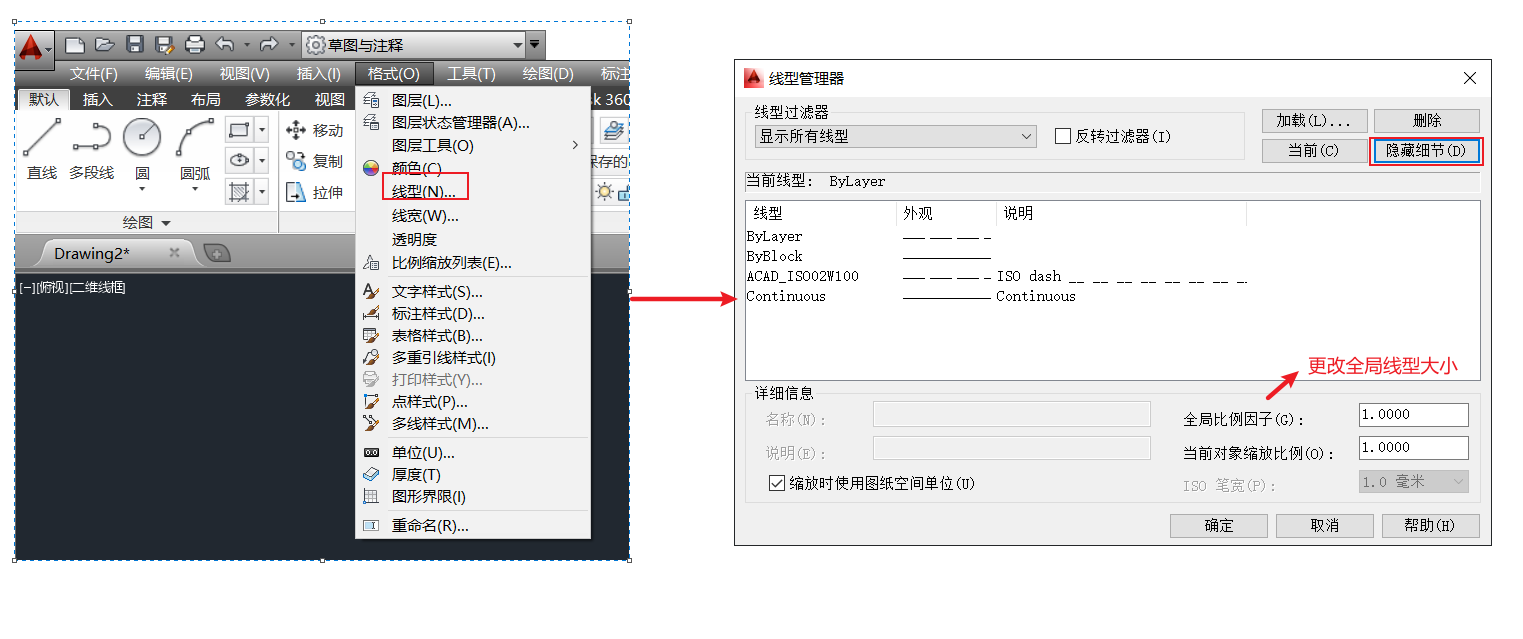 草图与注释
文件(F) 编辑(E) 视图(V) 插入(I) 格式(O) 工具(T) 绘图(D) 标注
默认 插入 注释 布局 参数化 视图 sk 360
直线 多段线 圆 圆弧
移动
复制
拉伸
保存的
绘图
Drawing2*
[−][俯视][二维线框]
图层(L)...
图层状态管理器(A)...
图层工具(O)
颜色(C)...
线型(N)...
线宽(W)...
透明度
比例缩放列表(E)...
文字样式(S)...
标注样式(D)...
表格样式(B)...
多重引线样式(I)
打印样式(Y)...
点样式(P)...
多线样式(M)...
0.0 单位(U)...
厚度(T)
图形界限(I)
重命名(R)...
线型管理器
线型过滤器
显示所有线型
反转过滤器(I)
加载(L)... 删除
当前(C) 隐藏细节(D)
当前线型: ByLayer
线型 外观 说明
ByLayer
ByBlock
ACAD_ISO02W100 ISO dash __ __ __ __ __ __ __ __ _.
Continuous Continuous
更改全局线型大小
详细信息
名称(N): 全局比例因子(G): 1.0000
说明(E): 当前对象缩放比例(O): 1.0000
缩放时使用图纸空间单位(U) ISO 笔宽(P): 1.0 毫米
确定 取消 帮助(H)